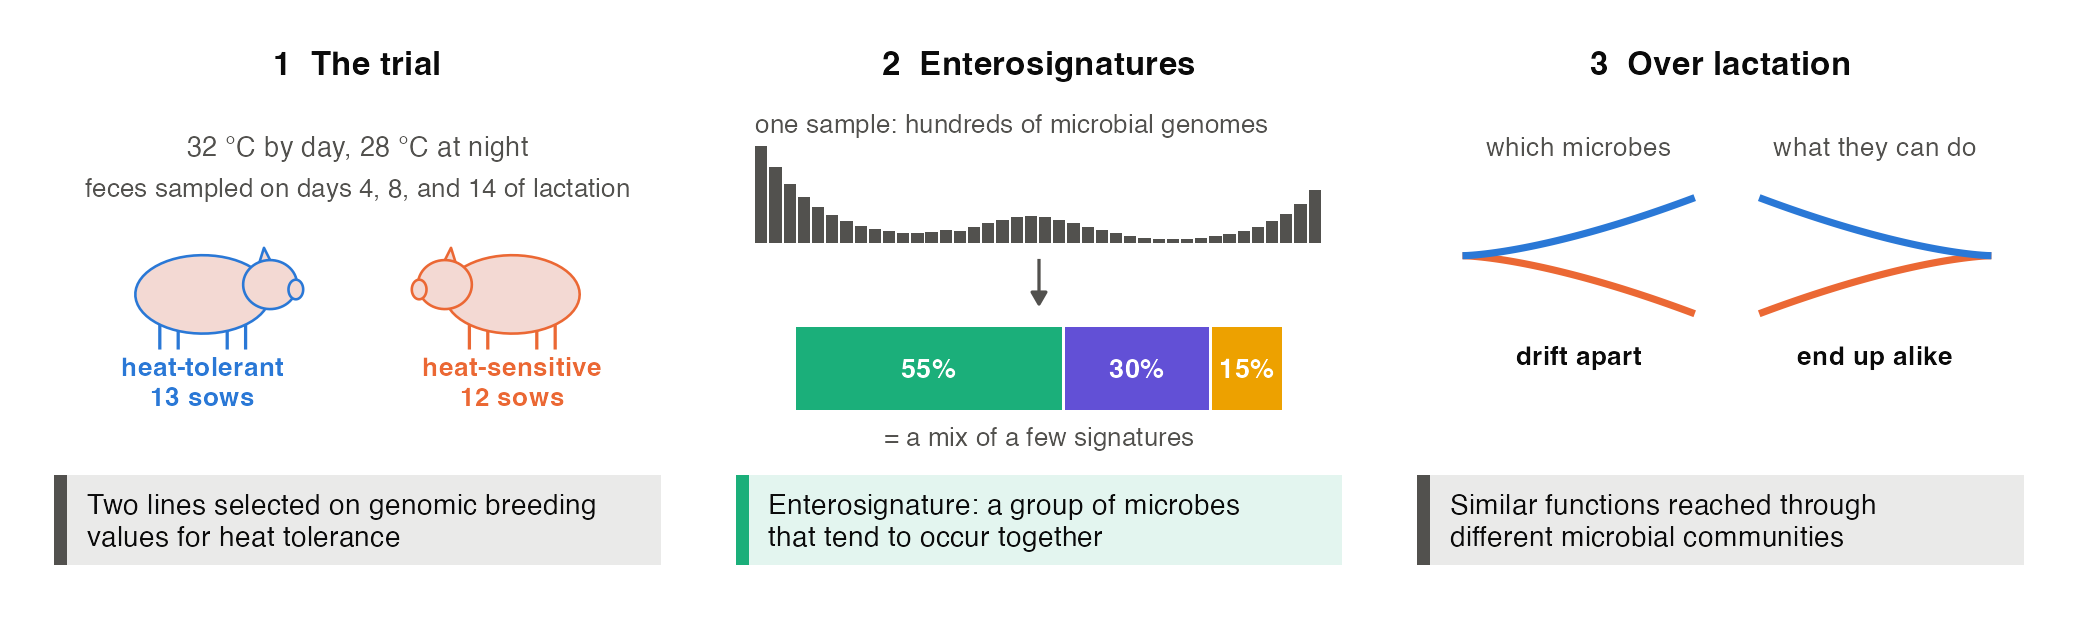 1 The trial
32 °C by day, 28 °C at night
feces sampled on days 4, 8, and 14 of lactation
heat-tolerant
13 sows
heat-sensitive
12 sows
Two lines selected on genomic breeding
values for heat tolerance
2 Enterosignatures
one sample: hundreds of microbial genomes
55%
30%
15%
= a mix of a few signatures
Enterosignature: a group of microbes
that tend to occur together
3 Over lactation
which microbes
what they can do
drift apart
end up alike
Similar functions reached through
different microbial communities